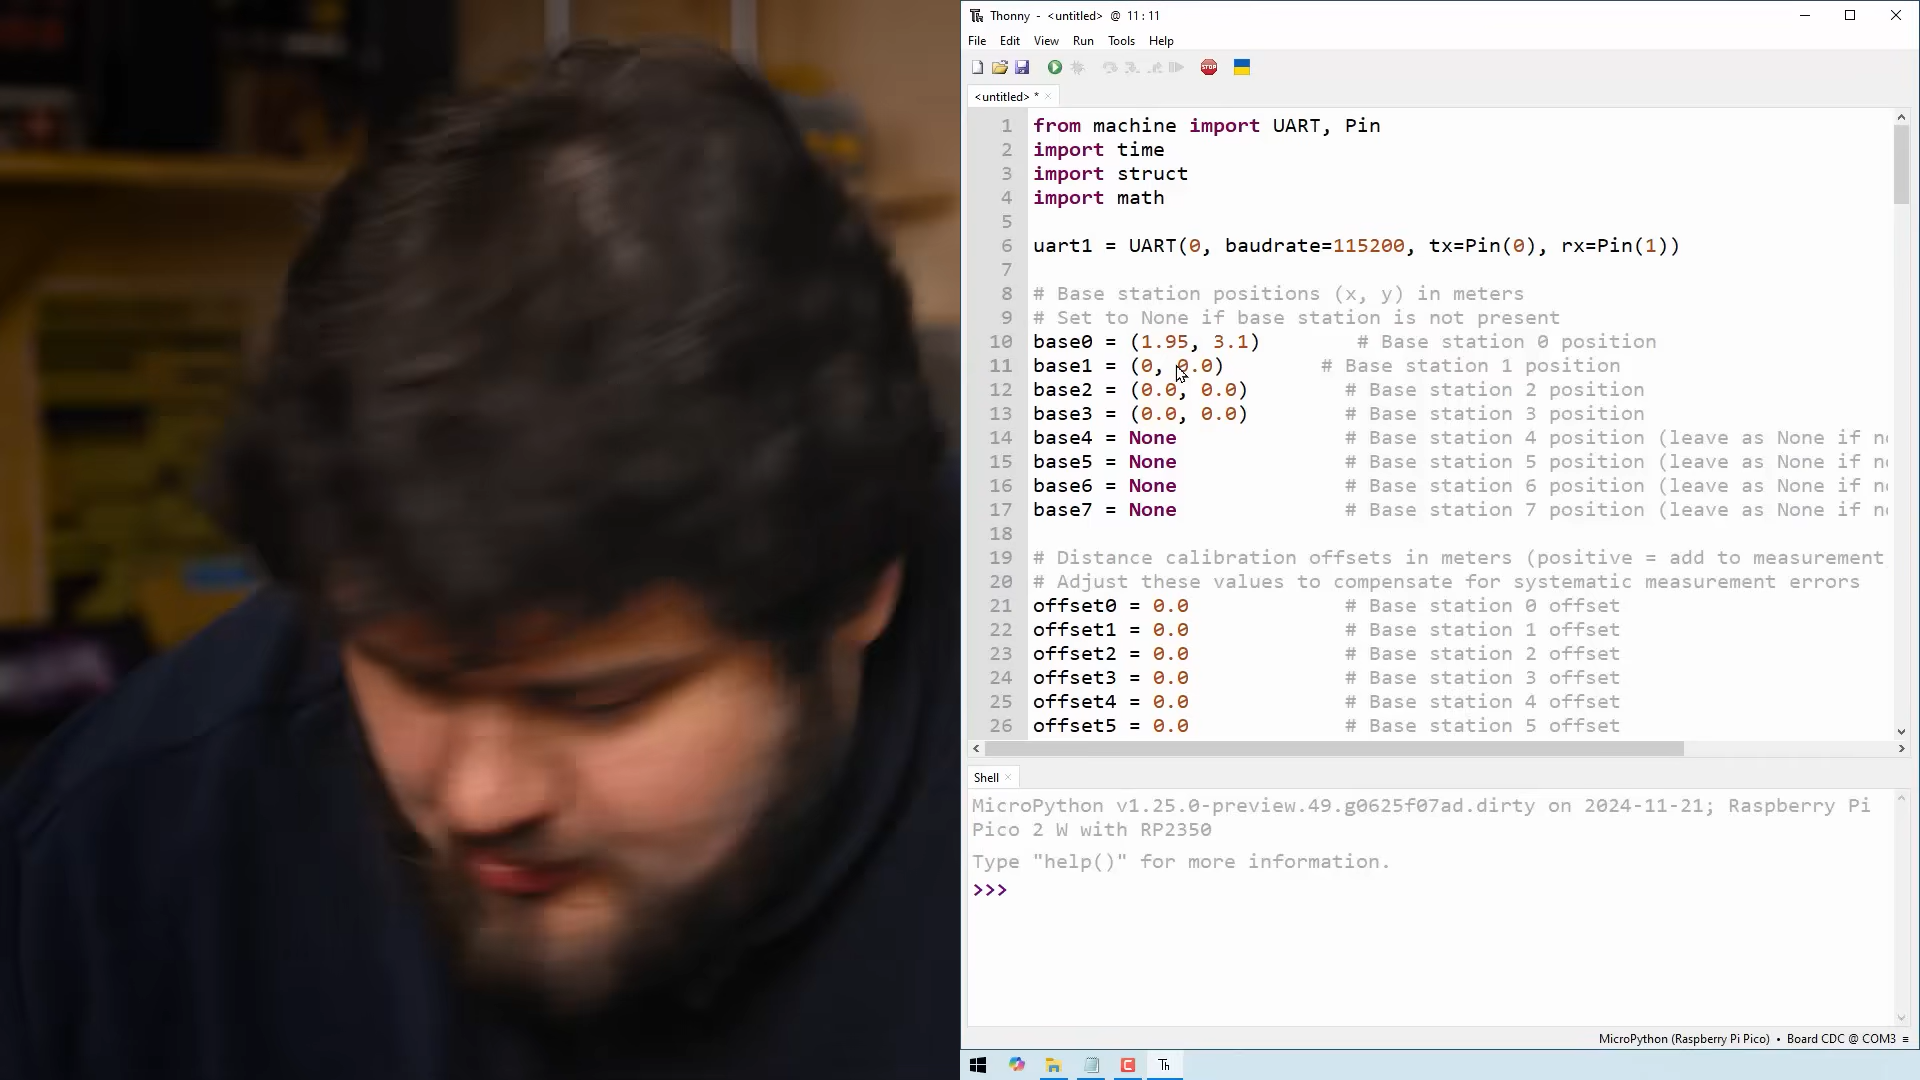 Thonny - <untitled> @ 11 : 11
File Edit View Run Tools Help
STOP
<untitled> *
1 from machine import UART, Pin
2 import time
3 import struct
4 import math
5
6 uart1 = UART(0, baudrate=115200, tx=Pin(0), rx=Pin(1))
7
8 # Base station positions (x, y) in meters
9 # Set to None if base station is not present
10 base0 = (1.95, 3.1) # Base station 0 position
11 base1 = (0, 0.0) # Base station 1 position
12 base2 = (0.0, 0.0) # Base station 2 position
13 base3 = (0.0, 0.0) # Base station 3 position
14 base4 = None # Base station 4 position (leave as None if n
15 base5 = None # Base station 5 position (leave as None if n
16 base6 = None # Base station 6 position (leave as None if n
17 base7 = None # Base station 7 position (leave as None if n
18
19 # Distance calibration offsets in meters (positive = add to measurement
20 # Adjust these values to compensate for systematic measurement errors
21 offset0 = 0.0 # Base station 0 offset
22 offset1 = 0.0 # Base station 1 offset
23 offset2 = 0.0 # Base station 2 offset
24 offset3 = 0.0 # Base station 3 offset
25 offset4 = 0.0 # Base station 4 offset
26 offset5 = 0.0 # Base station 5 offset
Shell
MicroPython v1.25.0-preview.49.g0625f07ad.dirty on 2024-11-21; Raspberry Pi
Pico 2 W with RP2350
Type "help()" for more information.
>>>
MicroPython (Raspberry Pi Pico) • Board CDC @ COM3 ≡